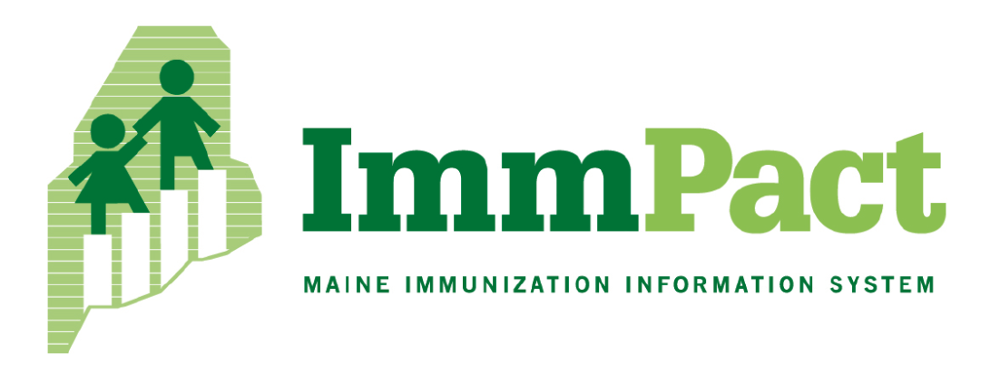 ImmPact
MAINE IMMUNIZATION INFORMATION SYSTEM